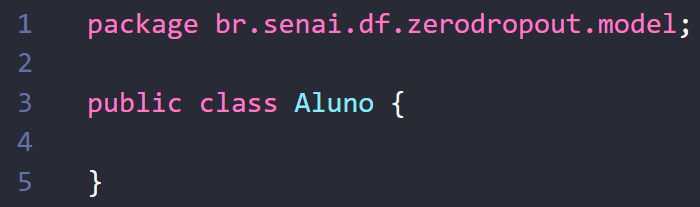 1 package br.senai.df.zerodropout.model;
2
3 public class Aluno {
4
5 }